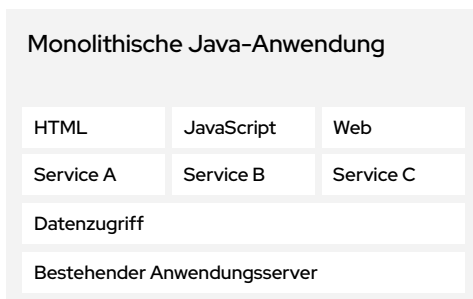 Monolithische Java-Anwendung
HTML JavaScript Web
Service A Service B Service C
Datenzugriff
Bestehender Anwendungsserver